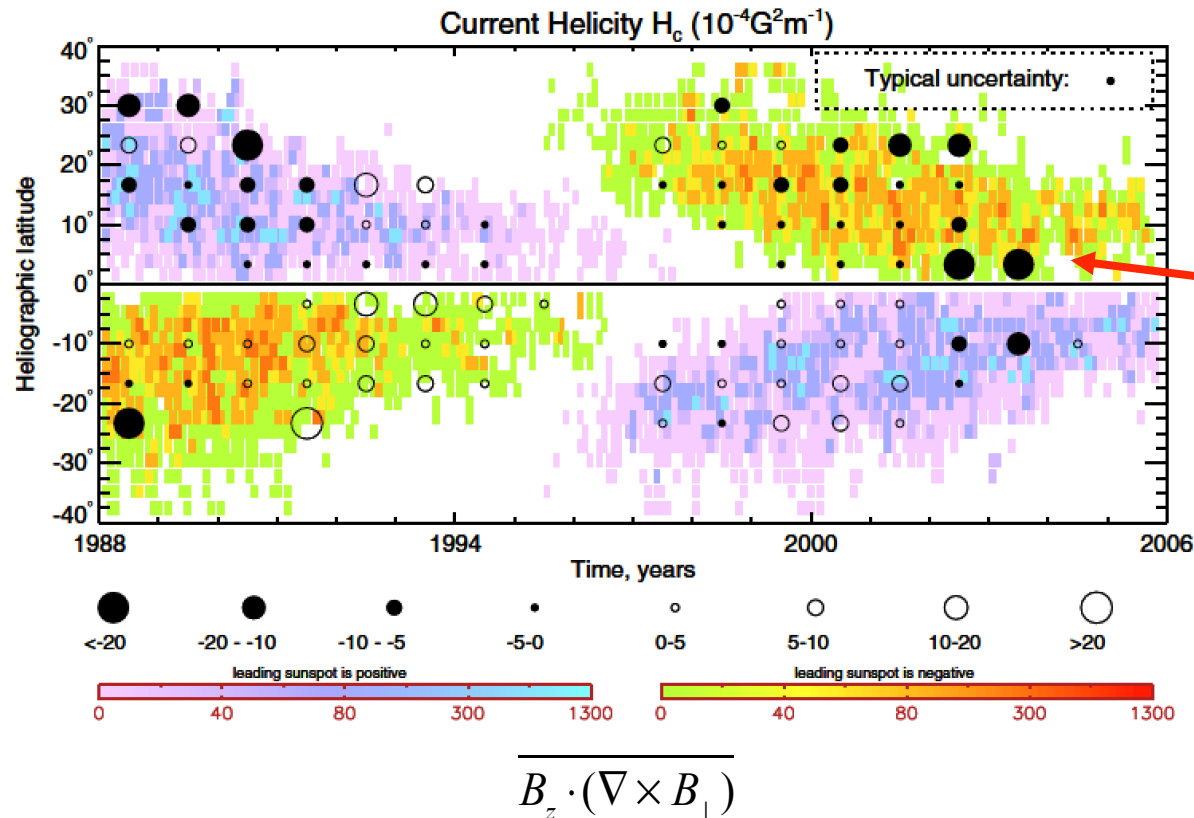 Current Helicity Hc (10⁻⁴G²m⁻¹)
Typical uncertainty:
Heliographic latitude
40°
30°
20°
10°
0°
-10°
-20°
-30°
-40°
1988 1994 2000 2006
Time, years
<-20 -20 - -10 -10 - -5 -5-0 0-5 5-10 10-20 >20
leading sunspot is positive leading sunspot is negative
0 40 80 300 1300 0 40 80 300 1300
B_z · (∇ × B_⊥)